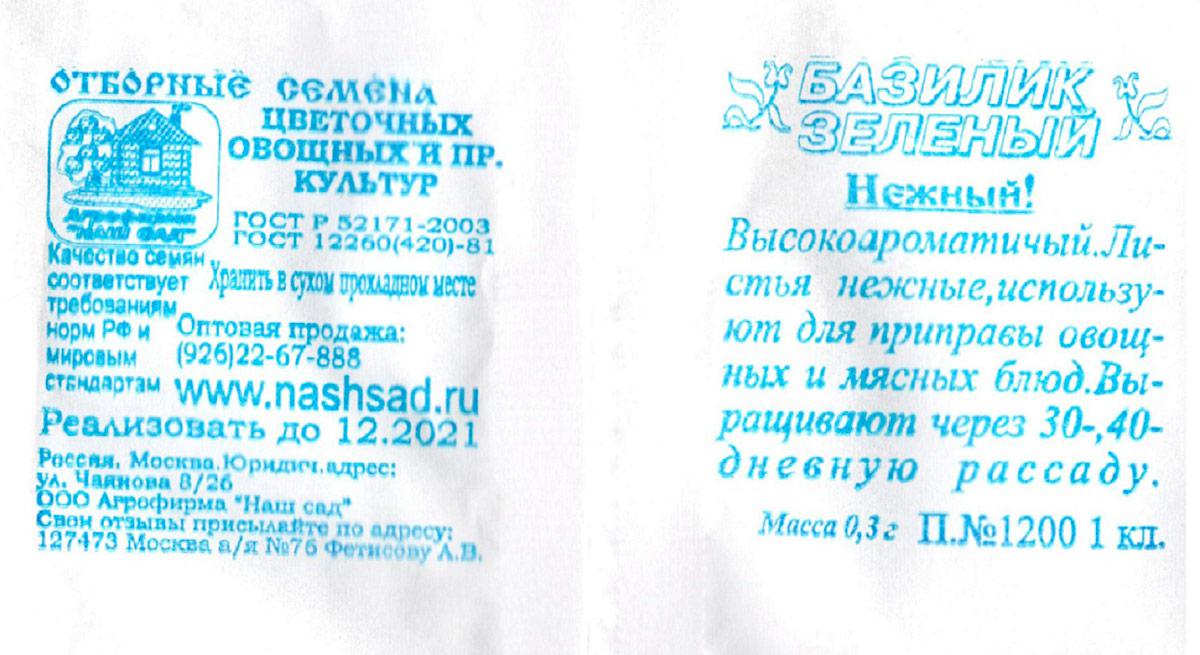 ОТБОРНЫЕ СЕМЕНА
ЦВЕТОЧНЫХ
ОВОЩНЫХ И ПР.
КУЛЬТУР
Агрофирма
"НАШ САД"
ГОСТ Р 52171-2003
ГОСТ 12260(420)-81
Качество семян
соответствует
требованиям
норм РФ и
мировым
стандартам
Хранить в сухом прохладном месте
Оптовая продажа:
(926)22-67-888
www.nashsad.ru
Реализовать до 12.2021
Россия, Москва.Юридич.адрес:
ул. Чаянова 8/26
ООО Агрофирма "Наш сад"
Свои отзывы присылайте по адресу:
127473 Москва а/я №76 Фетисову А.В.
БАЗИЛИК
ЗЕЛЕНЫЙ
Нежный!
Высокоароматичый.Ли-
стья нежные,использу-
ют для приправы овощ-
ных и мясных блюд.Вы-
ращивают через 30-,40-
дневную рассаду.
Масса 0,3 г П.№1200 1 кл.